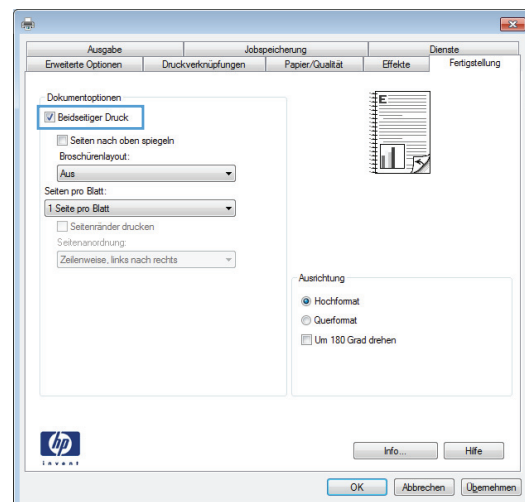 Ausgabe Jobspeicherung Dienste
Erweiterte Optionen Druckverknüpfungen Papier/Qualität Effekte Fertigstellung
Dokumentoptionen
Beidseitiger Druck
Seiten nach oben spiegeln
Broschürenlayout:
Aus
Seiten pro Blatt:
1 Seite pro Blatt
Seitenränder drucken
Seitenanordnung:
Zeilenweise, links nach rechts
E
Ausrichtung
Hochformat
Querformat
Um 180 Grad drehen
hp
invent
Info... Hilfe
OK Abbrechen Übernehmen